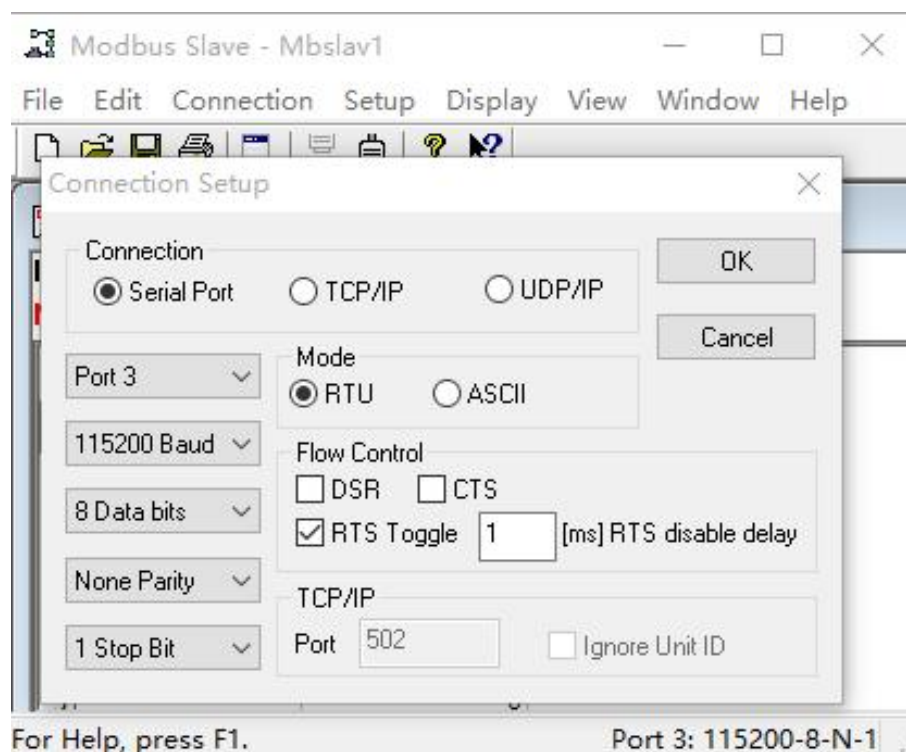 Modbus Slave - Mbslav1
File Edit Connection Setup Display View Window Help
Connection Setup
Connection
Serial Port TCP/IP UDP/IP
OK
Cancel
Port 3
115200 Baud
8 Data bits
None Parity
1 Stop Bit
Mode
RTU ASCII
Flow Control
DSR CTS
RTS Toggle 1 [ms] RTS disable delay
TCP/IP
Port 502 Ignore Unit ID
For Help, press F1. Port 3: 115200-8-N-1